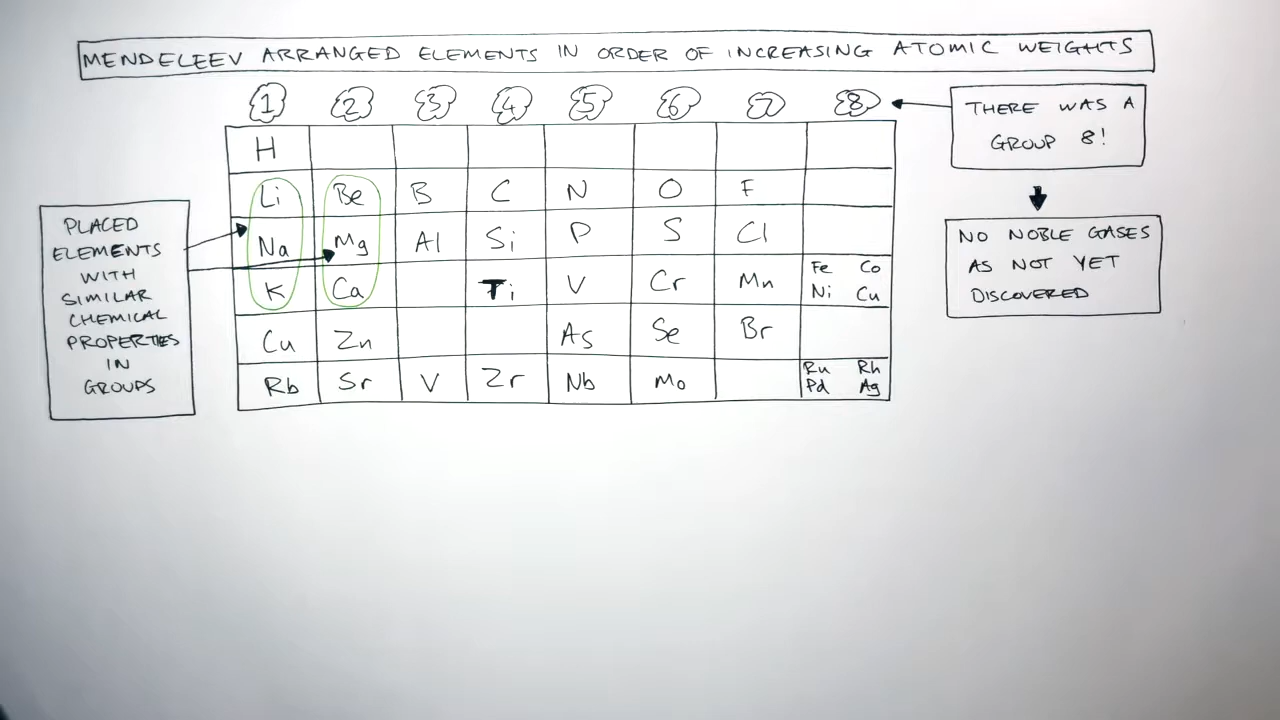 MENDELEEV ARRANGED ELEMENTS IN ORDER OF INCREASING ATOMIC WEIGHTS
1 2 3 4 5 6 7 8
THERE WAS A
GROUP 8!
H
Li Be B C N O F
Na Mg Al Si P S Cl
K Ca Ti V Cr Mn Fe Co
Ni Cu
Cu Zn As Se Br
Rb Sr V Zr Nb Mo Ru Rh
Pd Ag
PLACED
ELEMENTS
WITH
SIMILAR
CHEMICAL
PROPERTIES
IN
GROUPS
NO NOBLE GASES
AS NOT YET
DISCOVERED